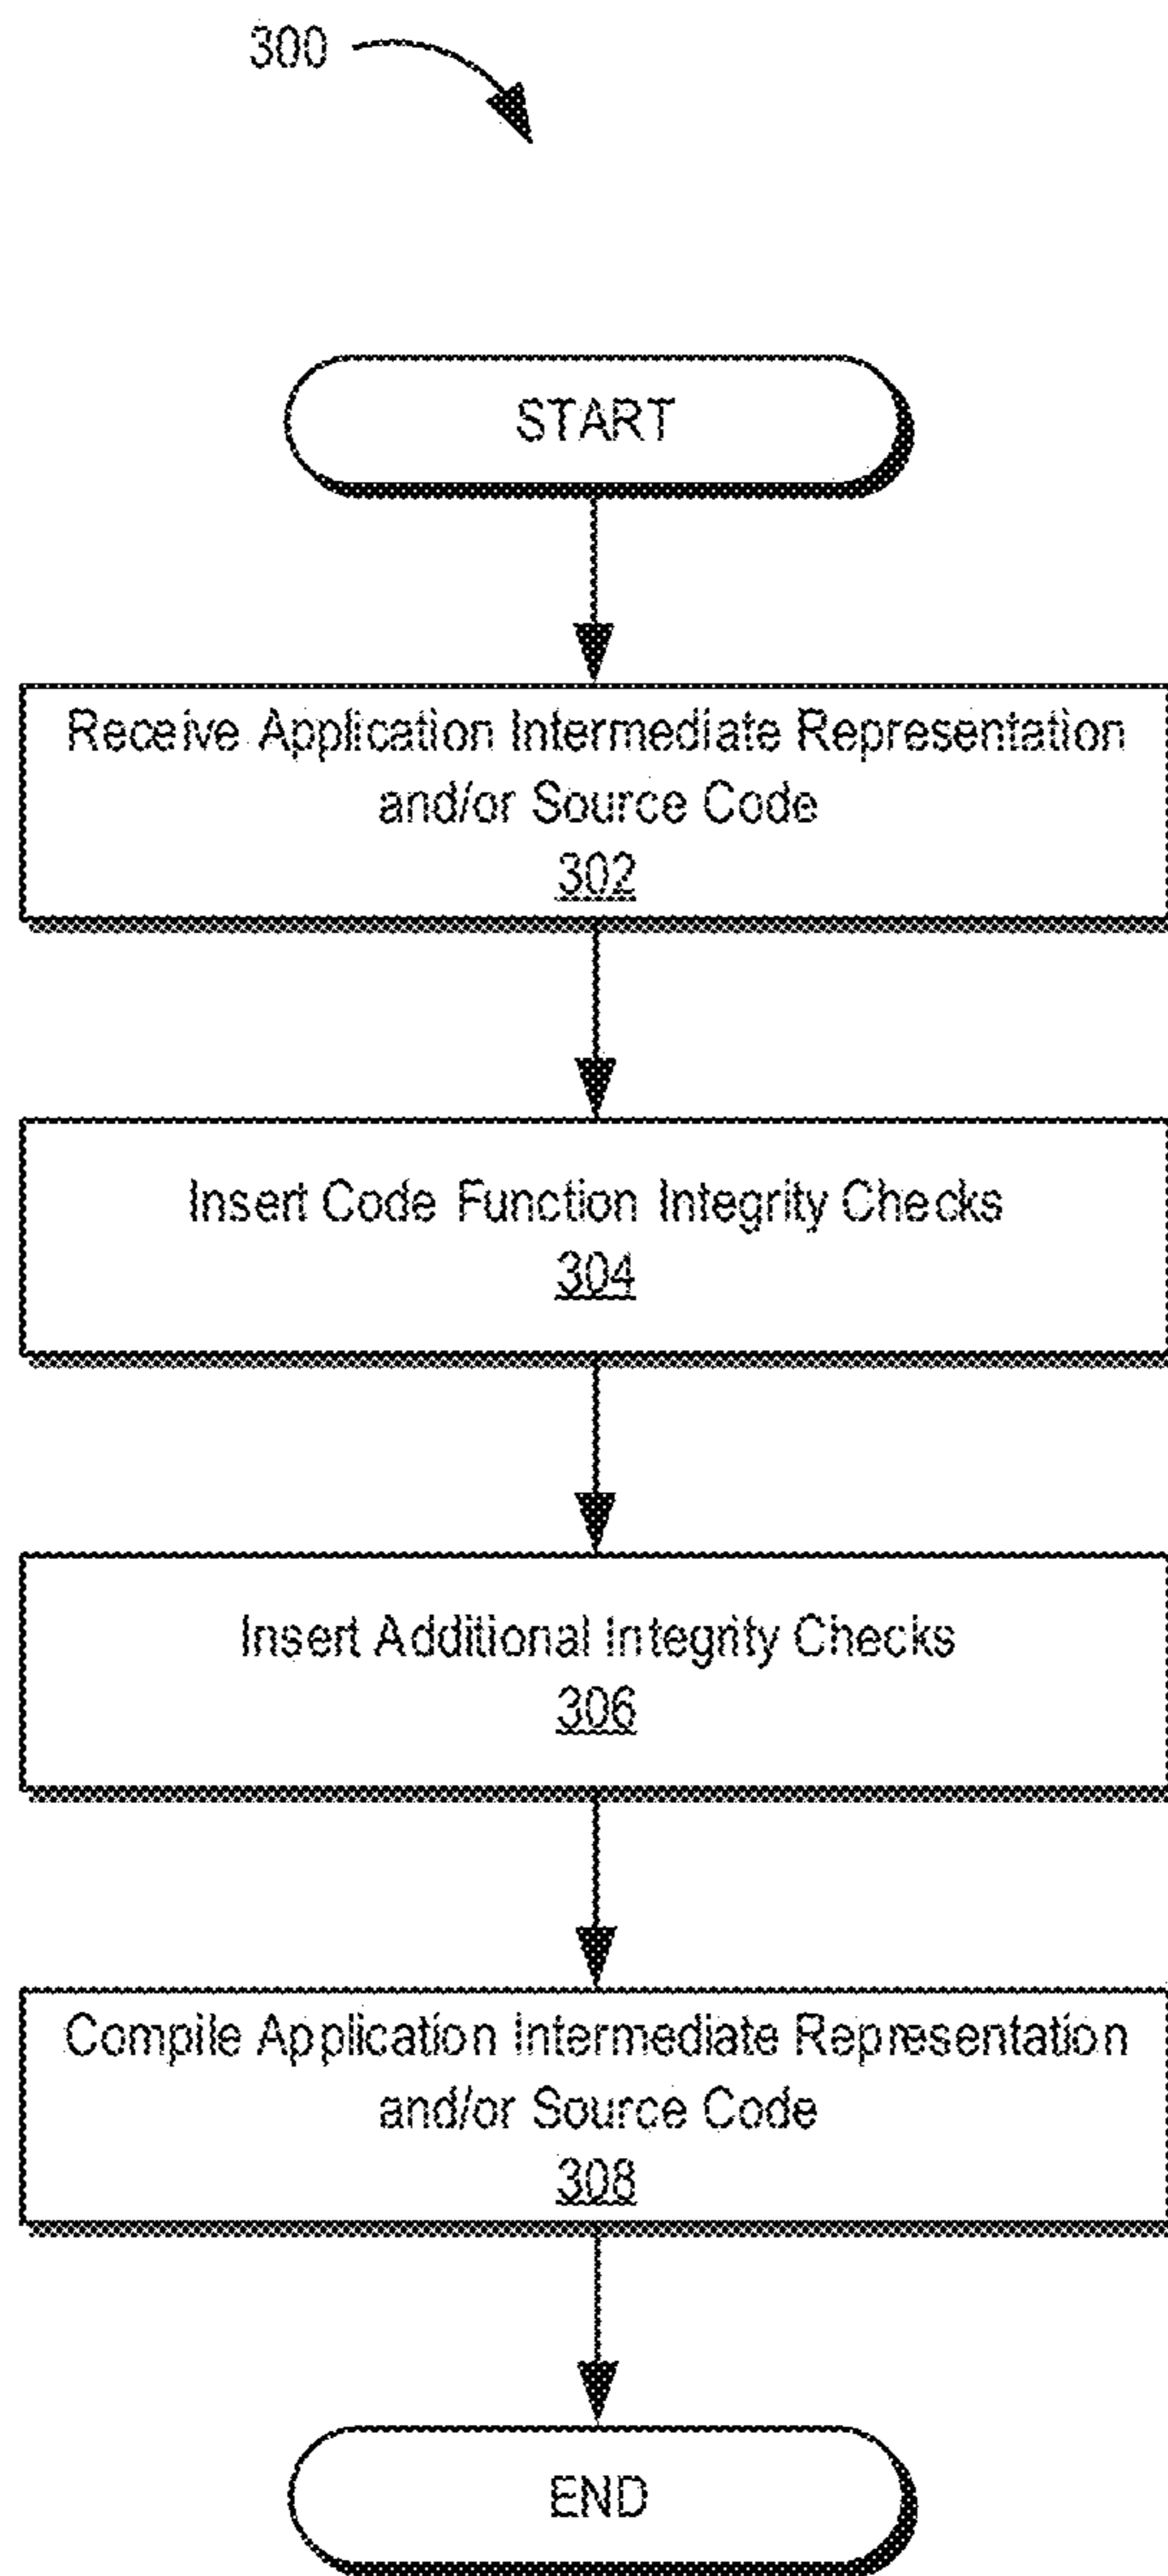 300
START
Receive Application Intermediate Representation
and/or Source Code
302
Insert Code Function Integrity Checks
304
Insert Additional Integrity Checks
306
Compile Application Intermediate Representation
and/or Source Code
308
END